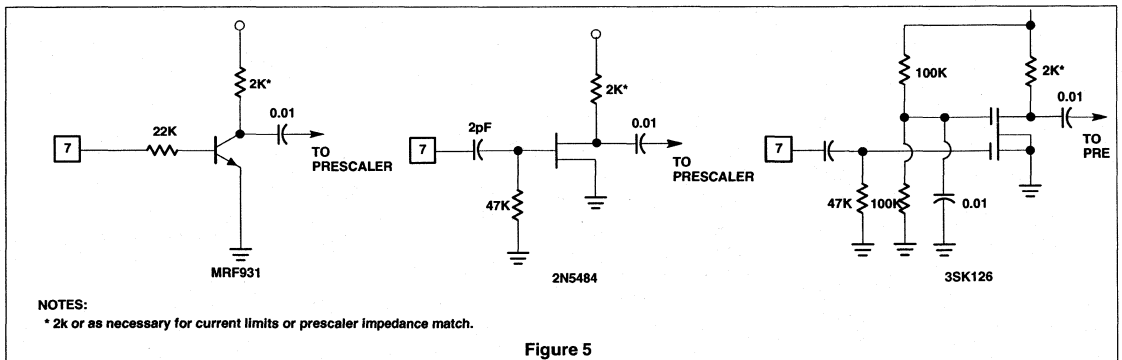 2K*
0.01
22K
7
TO
PRESCALER
MRF931
2K*
0.01
2pF
7
TO
PRESCALER
47K
2N5484
100K
2K*
0.01
7
TO
PRE
47K
100K
0.01
3SK126
NOTES:
* 2k or as necessary for current limits or prescaler impedance match.
Figure 5